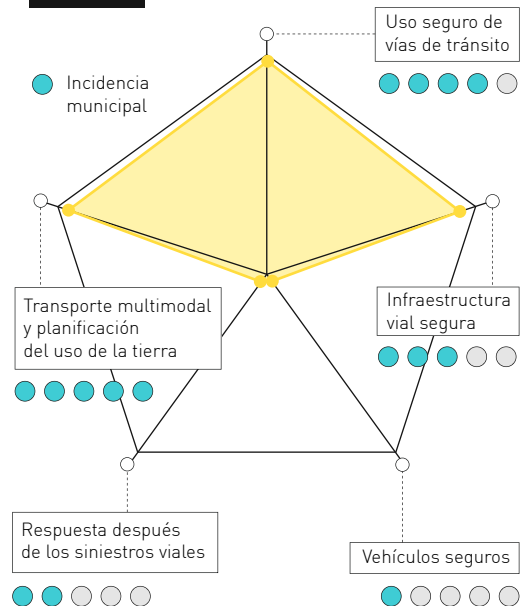 Uso seguro de
vías de tránsito
Incidencia
municipal
Transporte multimodal
y planificación
del uso de la tierra
Infraestructura
vial segura
Respuesta después
de los siniestros viales
Vehículos seguros